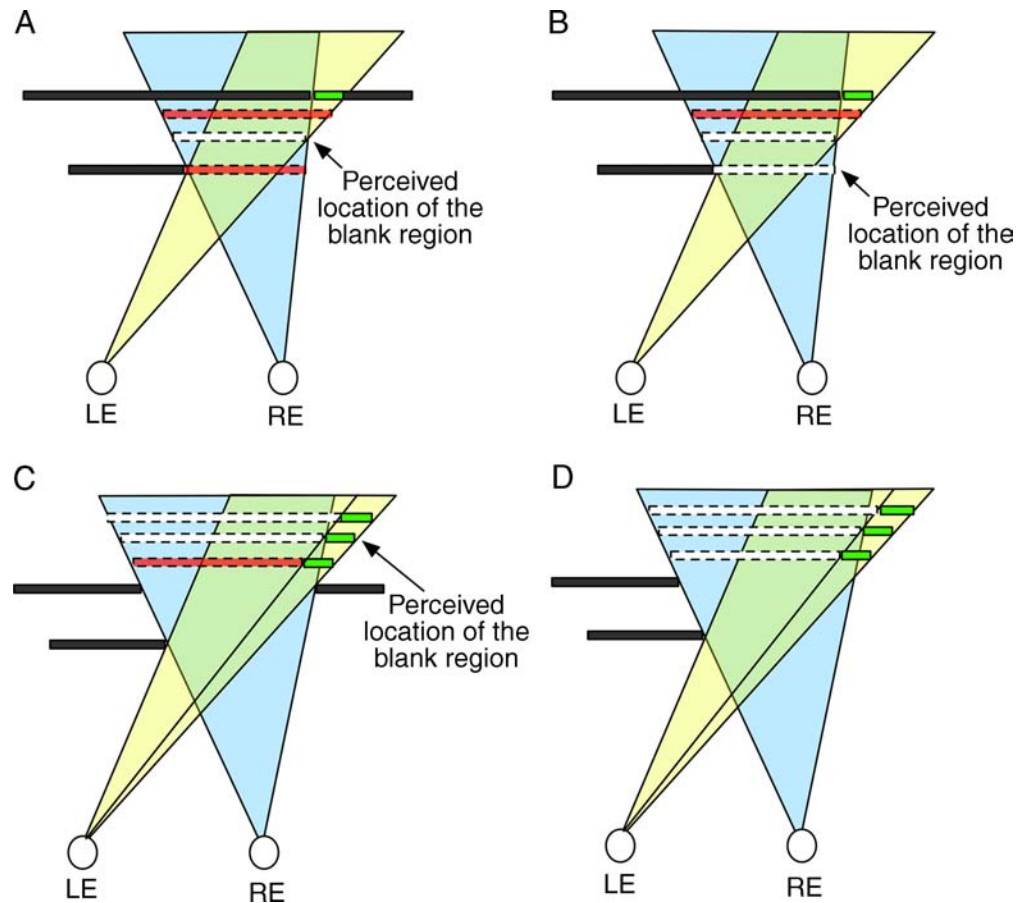 A
Perceived
location of the
blank region
LE
RE
B
Perceived
location of the
blank region
LE
RE
C
Perceived
location of the
blank region
LE
RE
D
LE
RE